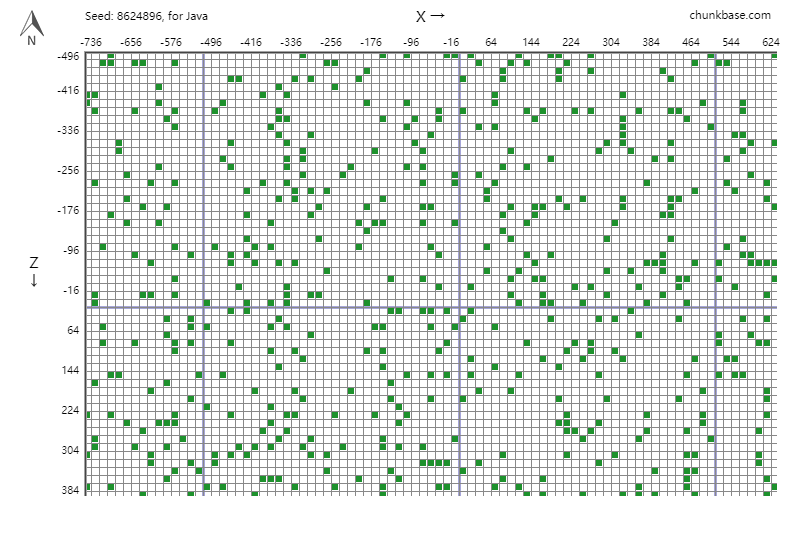 Seed: 8624896, for Java
X →
chunkbase.com
N
-736 -656 -576 -496 -416 -336 -256 -176 -96 -16 64 144 224 304 384 464 544 624
-496
-416
-336
-256
-176
-96
Z
↓
-16
64
144
224
304
384